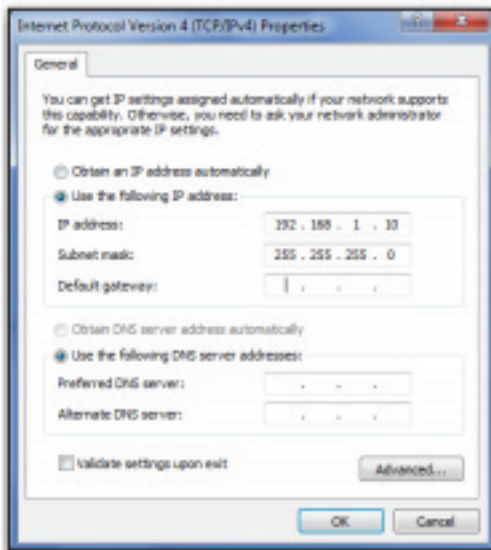 Internet Protocol Version 4 (TCP/IPv4) Properties
General
You can get IP settings assigned automatically if your network supports
this capability. Otherwise, you need to ask your network administrator
for the appropriate IP settings.
Obtain an IP address automatically
Use the following IP address:
IP address: 192 . 168 . 1 . 10
Subnet mask: 255 . 255 . 255 . 0
Default gateway: . . .
Obtain DNS server address automatically
Use the following DNS server addresses:
Preferred DNS server: . . .
Alternate DNS server: . . .
Validate settings upon exit
Advanced...
OK Cancel